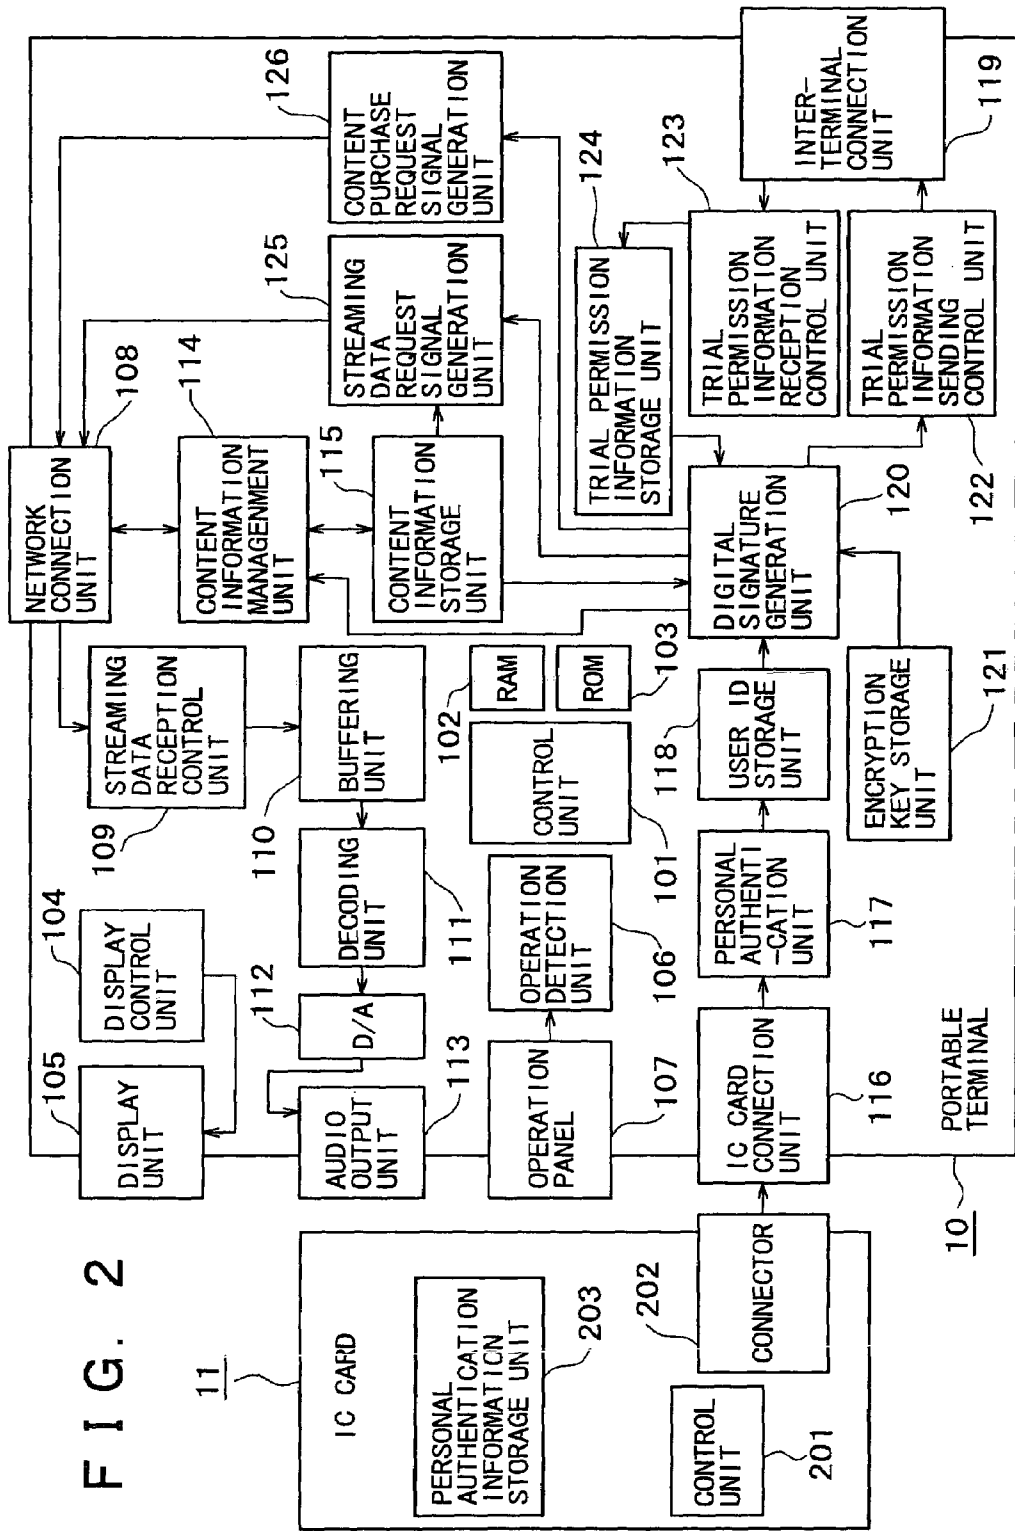 FIG. 2
11
IC CARD
PERSONAL
AUTHENTICATION
INFORMATION
STORAGE UNIT
203
CONTROL
UNIT
201
202
CONNECTOR
105
DISPLAY
UNIT
104
DISPLAY
CONTROL
UNIT
AUDIO
OUTPUT
UNIT
113
112
D/A
DECODING
UNIT
111
110
BUFFERING
UNIT
109
STREAMING
DATA
RECEPTION
CONTROL
UNIT
OPERATION
PANEL
107
OPERATION
DETECTION
UNIT
106
CONTROL
UNIT
101
102
RAM
ROM
103
IC CARD
CONNECTION
UNIT
116
PERSONAL
AUTHENTI
-CATION
UNIT
117
118
USER ID
STORAGE
UNIT
ENCRYPTION
KEY STORAGE
UNIT
121
PORTABLE
TERMINAL
10
NETWORK
CONNECTION
UNIT
108
CONTENT
INFORMATION
MANAGENMENT
UNIT
114
115
CONTENT
INFORMATION
STORAGE
UNIT
DIGITAL
SIGNATURE
GENERATION
UNIT
120
STREAMING
DATA
REQUEST
SIGNAL
GENERATION
UNIT
125
CONTENT
PURCHASE
REQUEST
SIGNAL
GENERATION
UNIT
126
TRIAL PERMISSION
INFORMATION
STORAGE UNIT
124
TRIAL
PERMISSION
INFORMATION
RECEPTION
CONTROL UNIT
123
TRIAL
PERMISSION
INFORMATION
SENDING
CONTROL UNIT
122
INTER-
TERMINAL
CONNECTION
UNIT
119